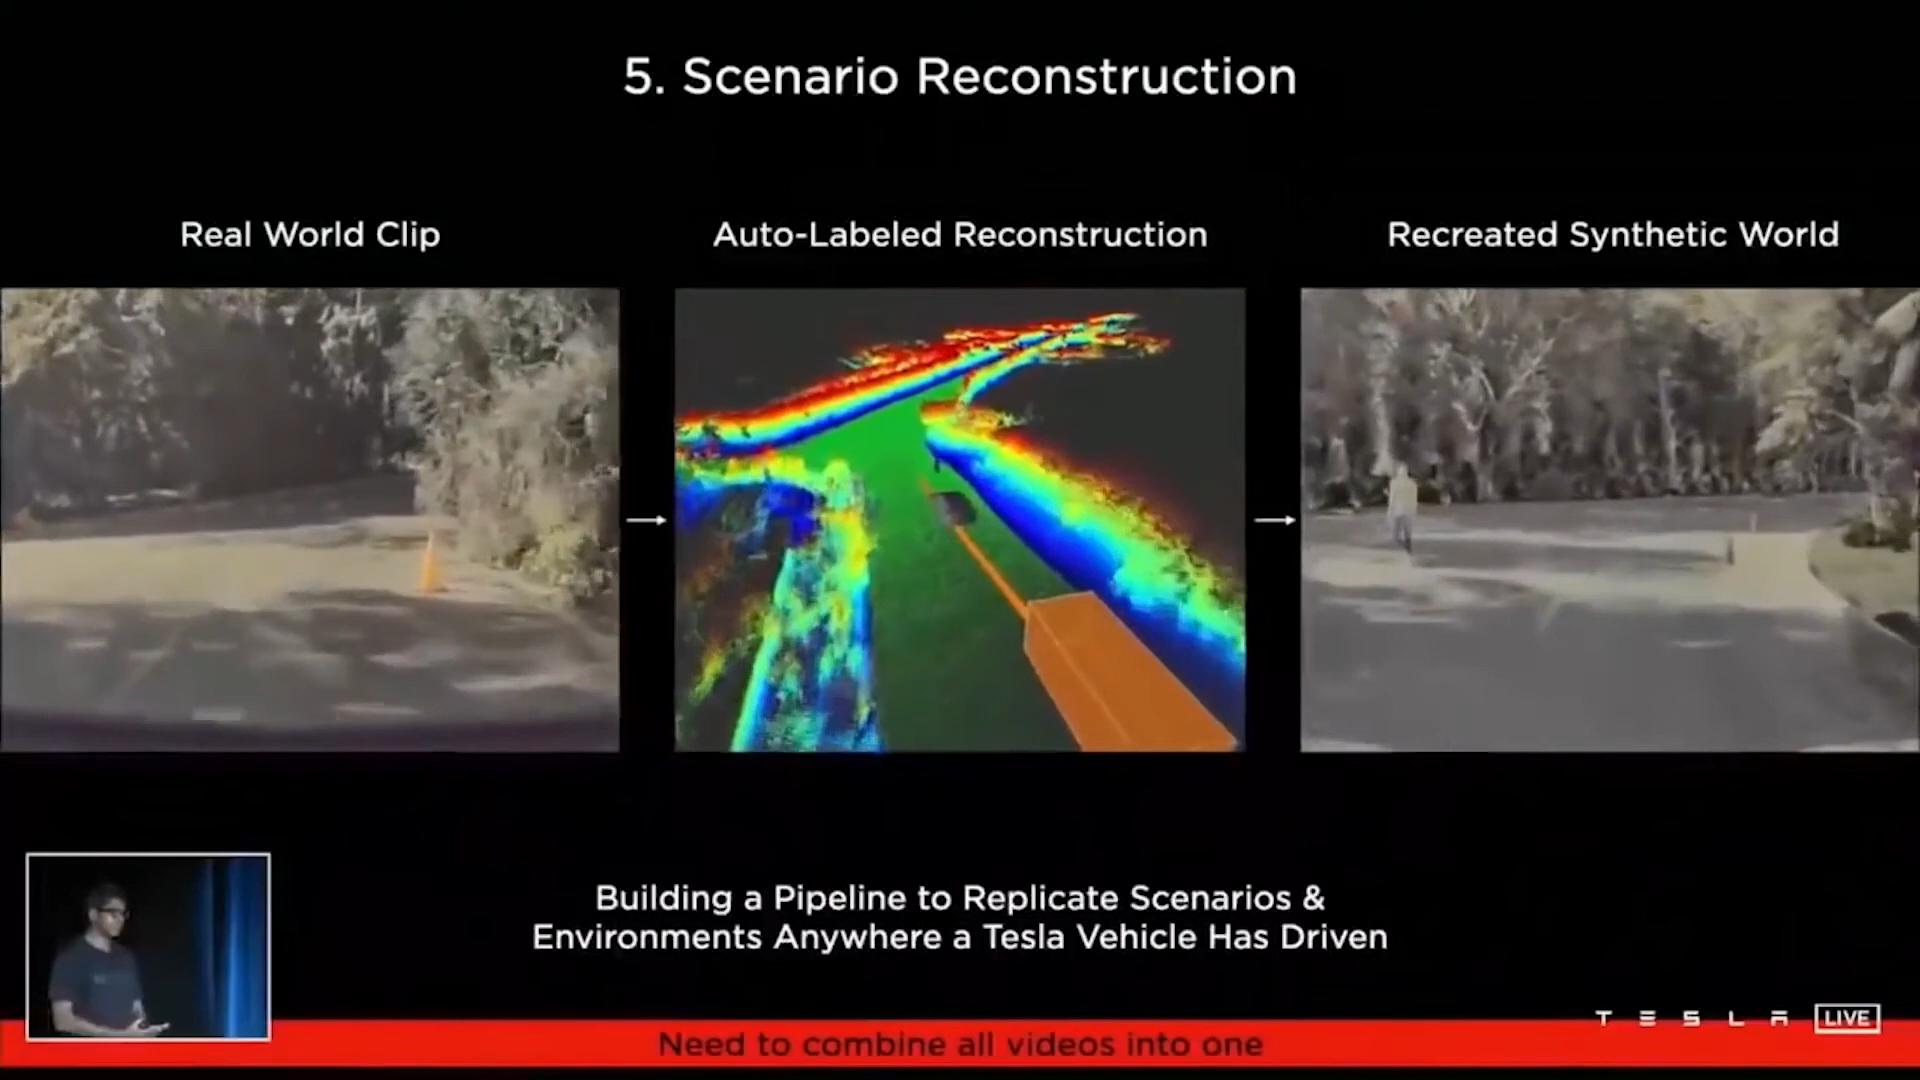 5. Scenario Reconstruction
Real World Clip
Auto-Labeled Reconstruction
Recreated Synthetic World
Building a Pipeline to Replicate Scenarios &
Environments Anywhere a Tesla Vehicle Has Driven
TESLA LIVE
Need to combine all videos into one